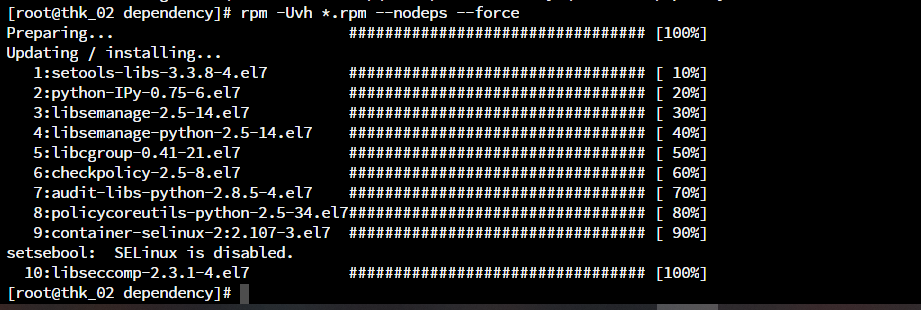 [root@thk_02 dependency]# rpm -Uvh *.rpm --nodeps --force
Preparing...                          ################################# [100%]
Updating / installing...
   1:setools-libs-3.3.8-4.el7         ################################# [ 10%]
   2:python-IPy-0.75-6.el7            ################################# [ 20%]
   3:libsemanage-2.5-14.el7           ################################# [ 30%]
   4:libsemanage-python-2.5-14.el7    ################################# [ 40%]
   5:libcgroup-0.41-21.el7            ################################# [ 50%]
   6:checkpolicy-2.5-8.el7            ################################# [ 60%]
   7:audit-libs-python-2.8.5-4.el7    ################################# [ 70%]
   8:policycoreutils-python-2.5-34.el7################################# [ 80%]
   9:container-selinux-2:2.107-3.el7  ################################# [ 90%]
setsebool:  SELinux is disabled.
  10:libseccomp-2.3.1-4.el7           ################################# [100%]
[root@thk_02 dependency]#